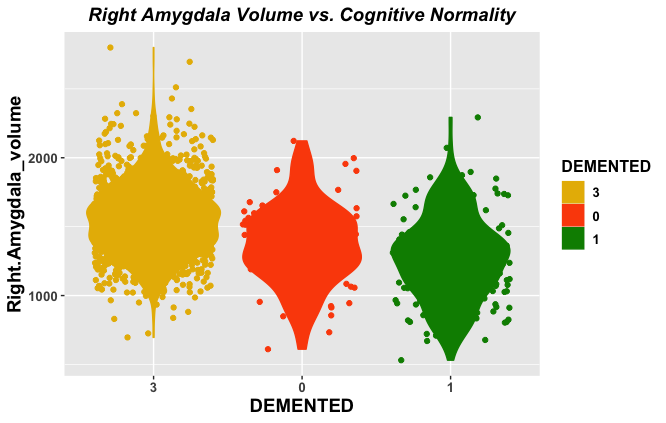 Right Amygdala Volume vs. Cognitive Normality
Right.Amygdala_volume
2000
1000
3 0 1
DEMENTED
DEMENTED
3
0
1